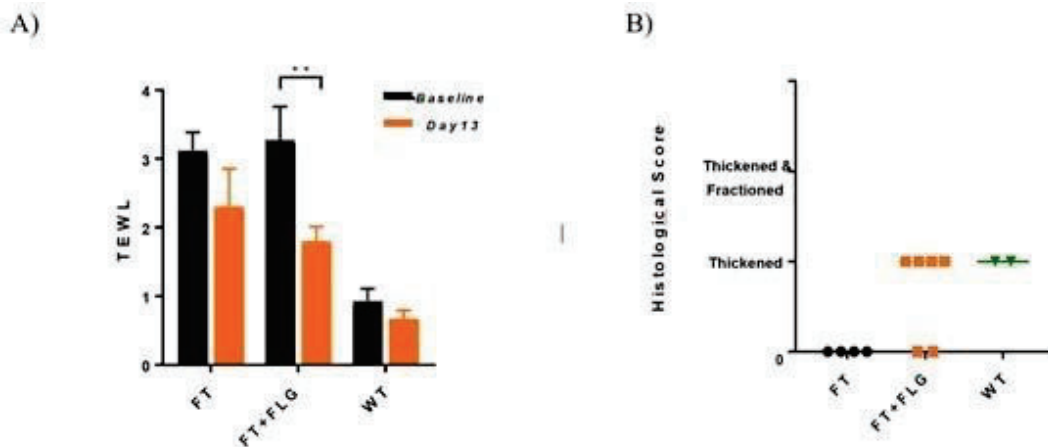 A)
B)
4
3
2
1
0
TEWL
* *
Baseline
Day13
FT
FT+FLG
WT
Histological Score
Thickened &
Fractioned
Thickened
0
FT
FT+FLG
WT